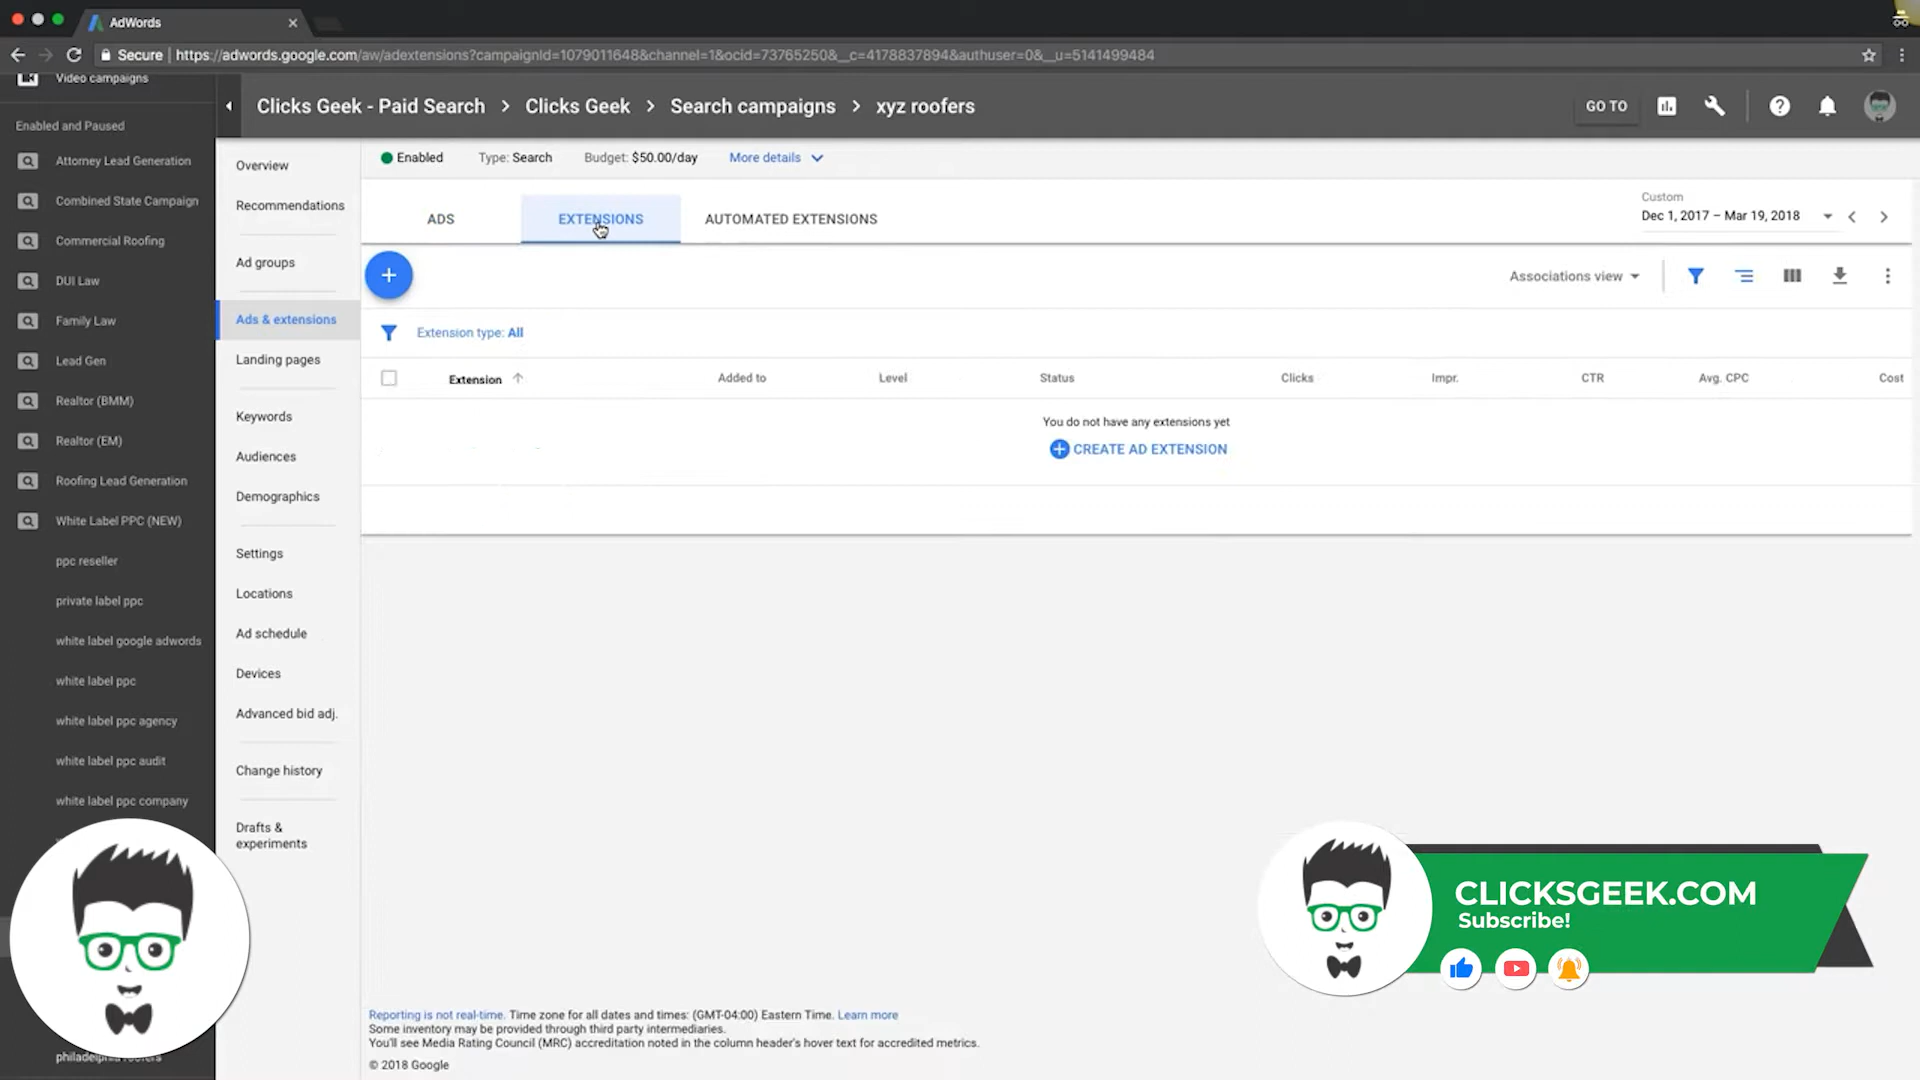 AdWords
Secure
https://adwords.google.com/aw/adextensions?campaignId=1079011648&channel=1&ocid=73765250&__c=4178837894&authuser=0&__u=5141499484
Video campaigns
Enabled and Paused
Attorney Lead Generation
Combined State Campaign
Commercial Roofing
DUI Law
Family Law
Lead Gen
Realtor (BMM)
Realtor (EM)
Roofing Lead Generation
White Label PPC (NEW)
ppc reseller
private label ppc
white label google adwords
white label ppc
white label ppc agency
white label ppc audit
white label ppc company
Clicks Geek - Paid Search > Clicks Geek > Search campaigns > xyz roofers
GO TO
Overview
Recommendations
Ad groups
Ads & extensions
Landing pages
Keywords
Audiences
Demographics
Settings
Locations
Ad schedule
Devices
Advanced bid adj.
Change history
Drafts &
experiments
Enabled Type: Search Budget: $50.00/day More details
ADS EXTENSIONS AUTOMATED EXTENSIONS
Custom
Dec 1, 2017 – Mar 19, 2018
Associations view
Extension type: All
Extension Added to Level Status Clicks Impr. CTR Avg. CPC Cost
You do not have any extensions yet
CREATE AD EXTENSION
CLICKSGEEK.COM
Subscribe!
Reporting is not real-time. Time zone for all dates and times: (GMT-04:00) Eastern Time. Learn more
Some inventory may be provided through third party intermediaries.
You'll see Media Rating Council (MRC) accreditation noted in the column header's hover text for accredited metrics.
© 2018 Google